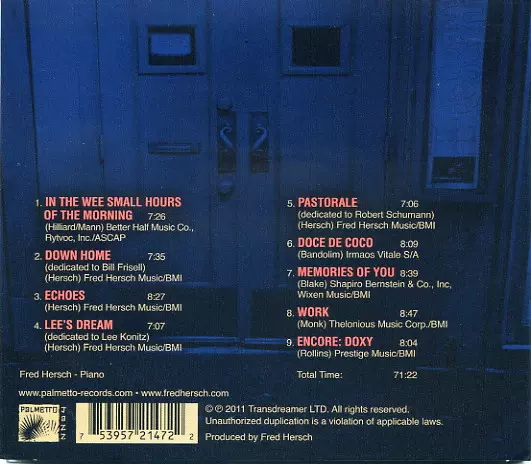 1. IN THE WEE SMALL HOURS
OF THE MORNING 7:26
(Hilliard/Mann) Better Half Music Co.,
Rytvoc, Inc./ASCAP
2. DOWN HOME 7:35
(dedicated to Bill Frisell)
(Hersch) Fred Hersch Music/BMI
3. ECHOES 8:27
(Hersch) Fred Hersch Music/BMI
4. LEE'S DREAM 7:07
(dedicated to Lee Konitz)
(Hersch) Fred Hersch Music/BMI
5. PASTORALE 7:06
(dedicated to Robert Schumann)
(Hersch) Fred Hersch Music/BMI
6. DOCE DE COCO 8:09
(Bandolim) Irmaos Vitale S/A
7. MEMORIES OF YOU 8:39
(Blake) Shapiro Bernstein & Co., Inc,
Wixen Music/BMI
8. WORK 8:47
(Monk) Thelonious Music Corp./BMI
9. ENCORE: DOXY 8:04
(Rollins) Prestige Music/BMI
Fred Hersch - Piano
Total Time: 71:22
www.palmetto-records.com • www.fredhersch.com
PALMETTO
JAZZ
7 53957 21472 2
© ℗ 2011 Transdreamer LTD. All rights reserved.
Unauthorized duplication is a violation of applicable laws.
Produced by Fred Hersch